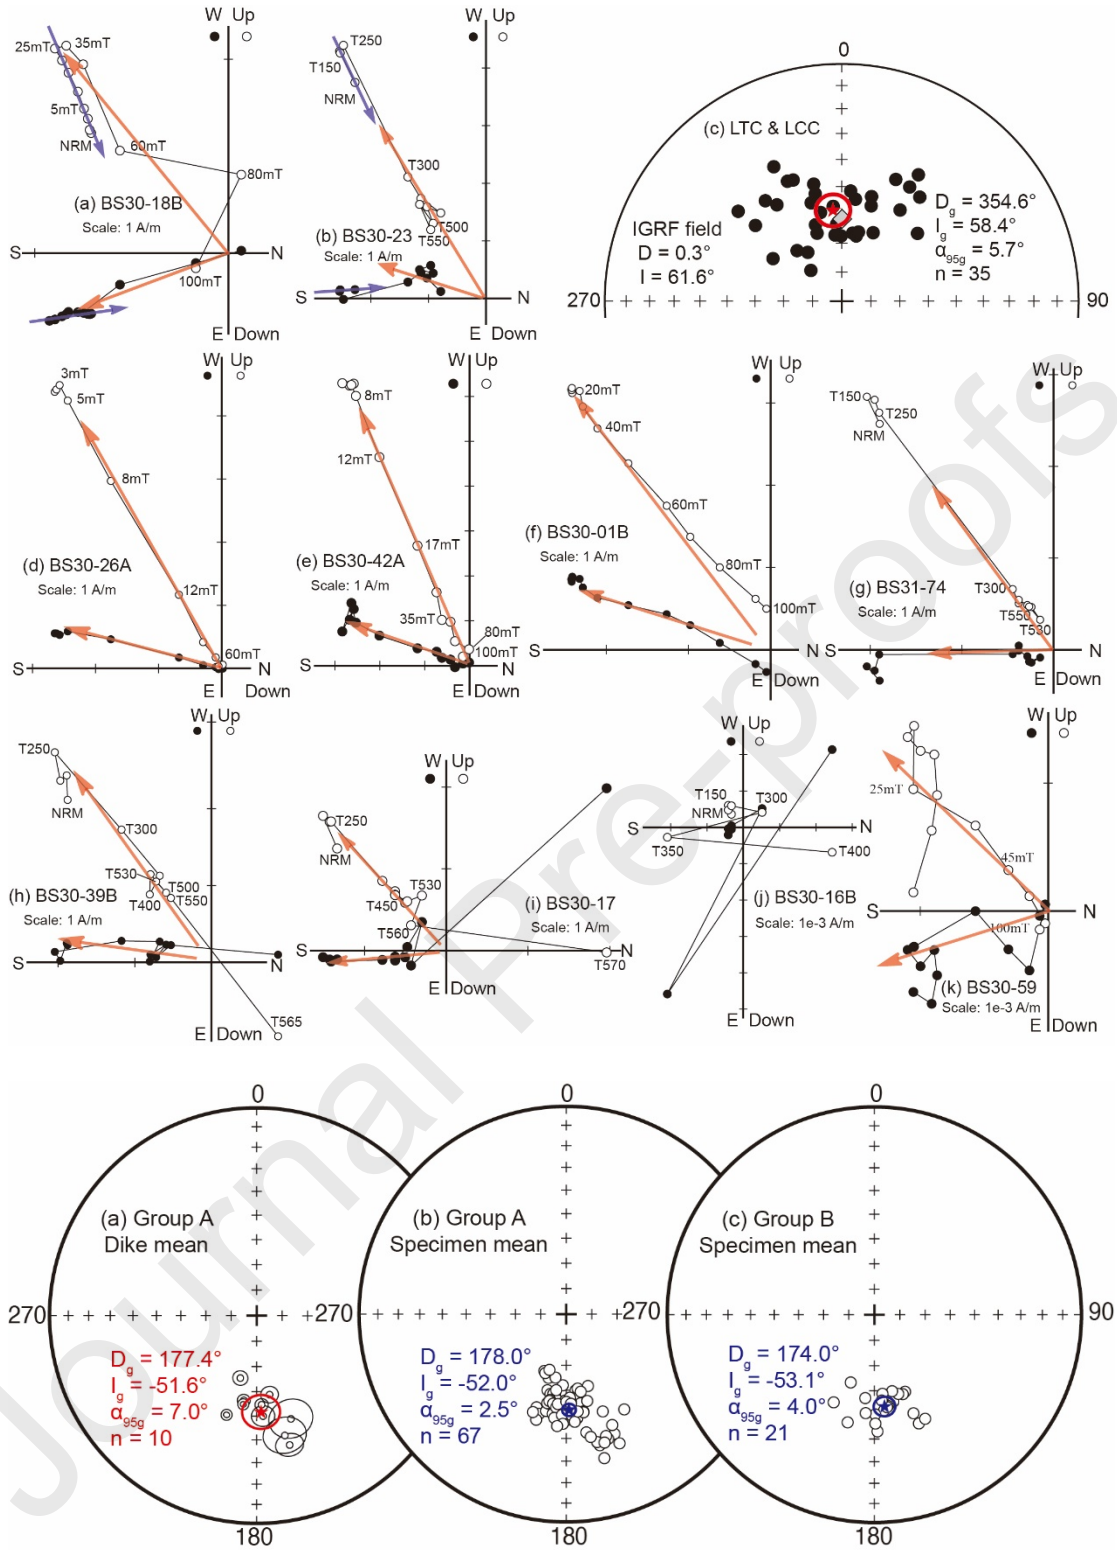 W Up
25mT
35mT
5mT
NRM
60mT
80mT
(a) BS30-18B
Scale: 1 A/m
S
N
100mT
E Down
W Up
T250
T150
NRM
T300
(b) BS30-23
T500
T550
Scale: 1 A/m
S
N
E Down
0
(c) LTC & LCC
IGRF field
D = 0.3°
I = 61.6°
Dg = 354.6°
Ig = 58.4°
α95g = 5.7°
n = 35
270
90
W Up
3mT
5mT
8mT
(d) BS30-26A
12mT
Scale: 1 A/m
60mT
S
N
E Down
W Up
8mT
12mT
17mT
(e) BS30-42A
Scale: 1 A/m
35mT
80mT
100mT
S
N
E Down
W Up
20mT
40mT
60mT
(f) BS30-01B
Scale: 1 A/m
80mT
100mT
S
N
E Down
W Up
T150
T250
NRM
(g) BS31-74
T300
Scale: 1 A/m
T550
T530
S
N
E Down
W Up
T250
NRM
T300
T530
T500
(h) BS30-39B
T550
T400
Scale: 1 A/m
S
N
E Down
T565
W Up
T250
NRM
T530
T450
(i) BS30-17
T560
Scale: 1 A/m
S
N
T570
E Down
W Up
T150
T300
NRM
S
N
T350
T400
(j) BS30-16B
Scale: 1e-3 A/m
E Down
W Up
25mT
45mT
S
N
100mT
(k) BS30-59
Scale: 1e-3 A/m
E Down
0
(a) Group A
Dike mean
270
Dg = 177.4°
Ig = -51.6°
α95g = 7.0°
n = 10
180
0
(b) Group A
Specimen mean
270
Dg = 178.0°
Ig = -52.0°
α95g = 2.5°
n = 67
180
0
(c) Group B
Specimen mean
270
90
Dg = 174.0°
Ig = -53.1°
α95g = 4.0°
n = 21
180
Journal Pre-proofs